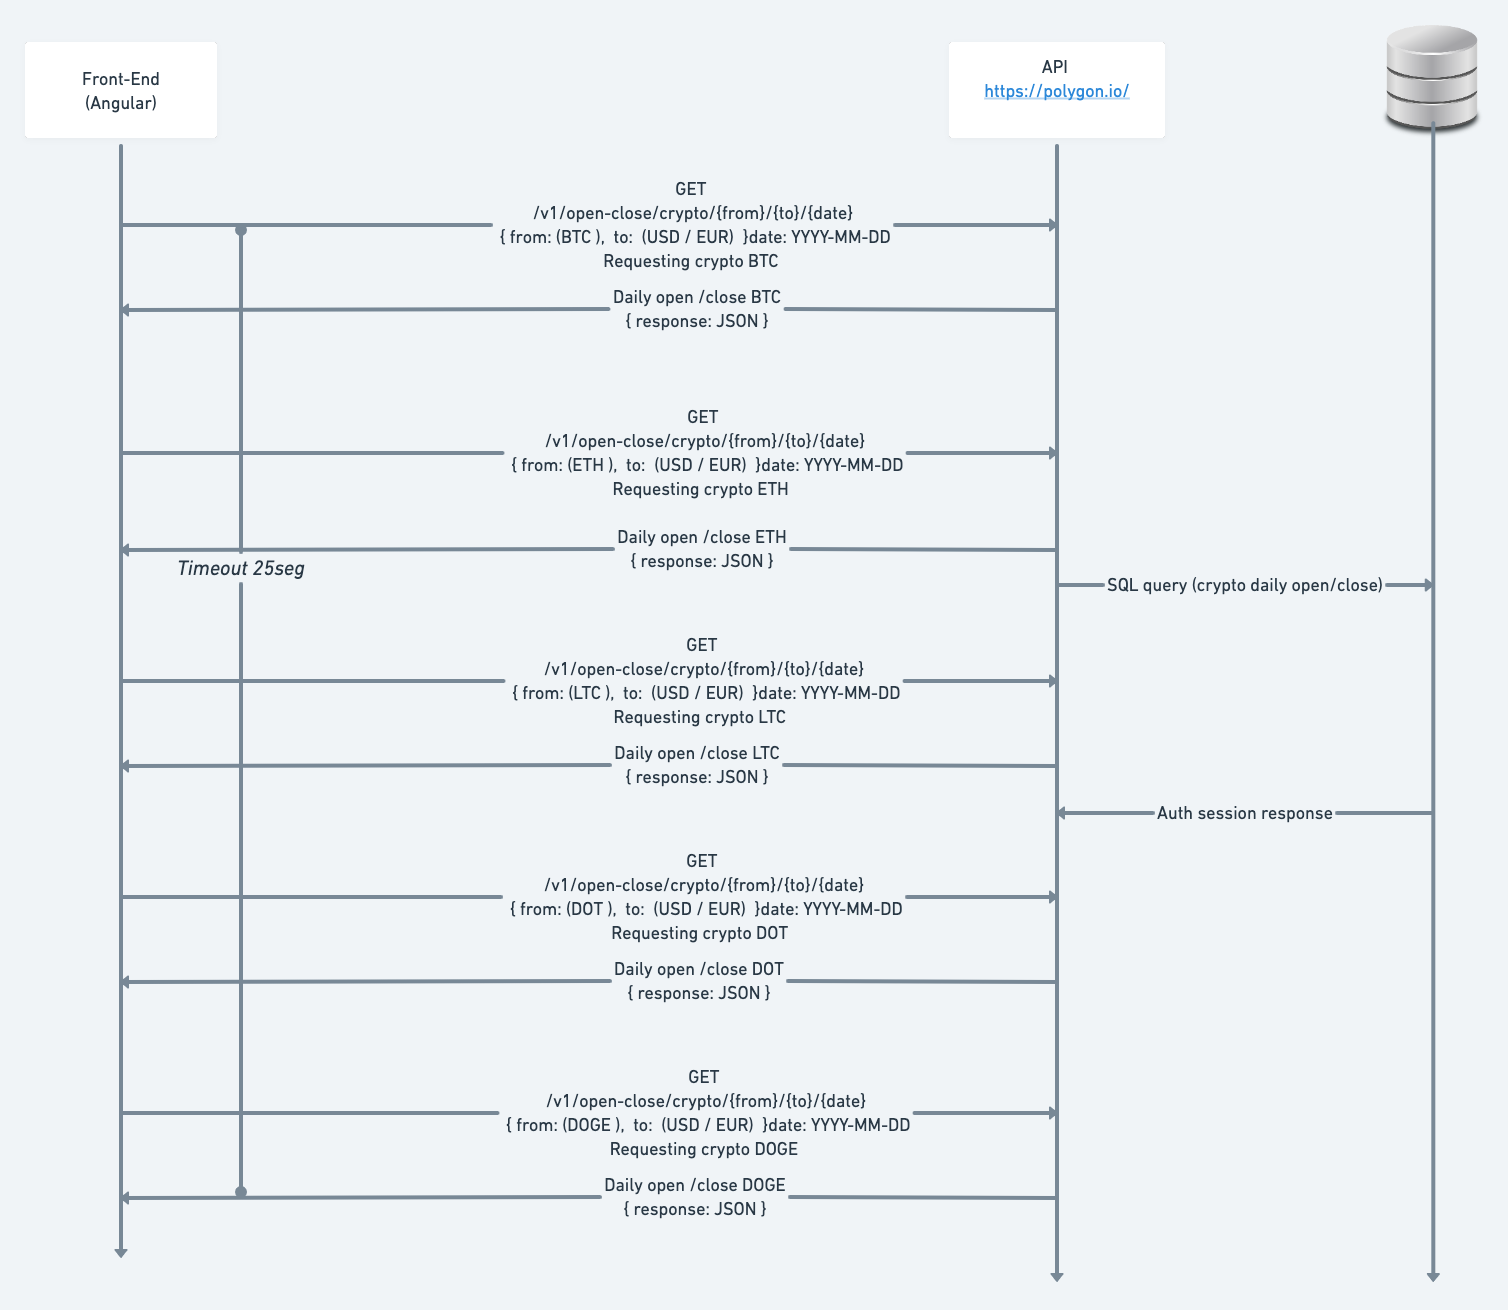 Front-End
(Angular)
API
https://polygon.io/
GET
/v1/open-close/crypto/{from}/{to}/{date}
{ from: (BTC ),  to:  (USD / EUR)  }date: YYYY-MM-DD
Requesting crypto BTC
Daily open /close BTC
{ response: JSON }
GET
/v1/open-close/crypto/{from}/{to}/{date}
{ from: (ETH ),  to:  (USD / EUR)  }date: YYYY-MM-DD
Requesting crypto ETH
Daily open /close ETH
{ response: JSON }
Timeout 25seg
SQL query (crypto daily open/close)
GET
/v1/open-close/crypto/{from}/{to}/{date}
{ from: (LTC ),  to:  (USD / EUR)  }date: YYYY-MM-DD
Requesting crypto LTC
Daily open /close LTC
{ response: JSON }
Auth session response
GET
/v1/open-close/crypto/{from}/{to}/{date}
{ from: (DOT ),  to:  (USD / EUR)  }date: YYYY-MM-DD
Requesting crypto DOT
Daily open /close DOT
{ response: JSON }
GET
/v1/open-close/crypto/{from}/{to}/{date}
{ from: (DOGE ),  to:  (USD / EUR)  }date: YYYY-MM-DD
Requesting crypto DOGE
Daily open /close DOGE
{ response: JSON }